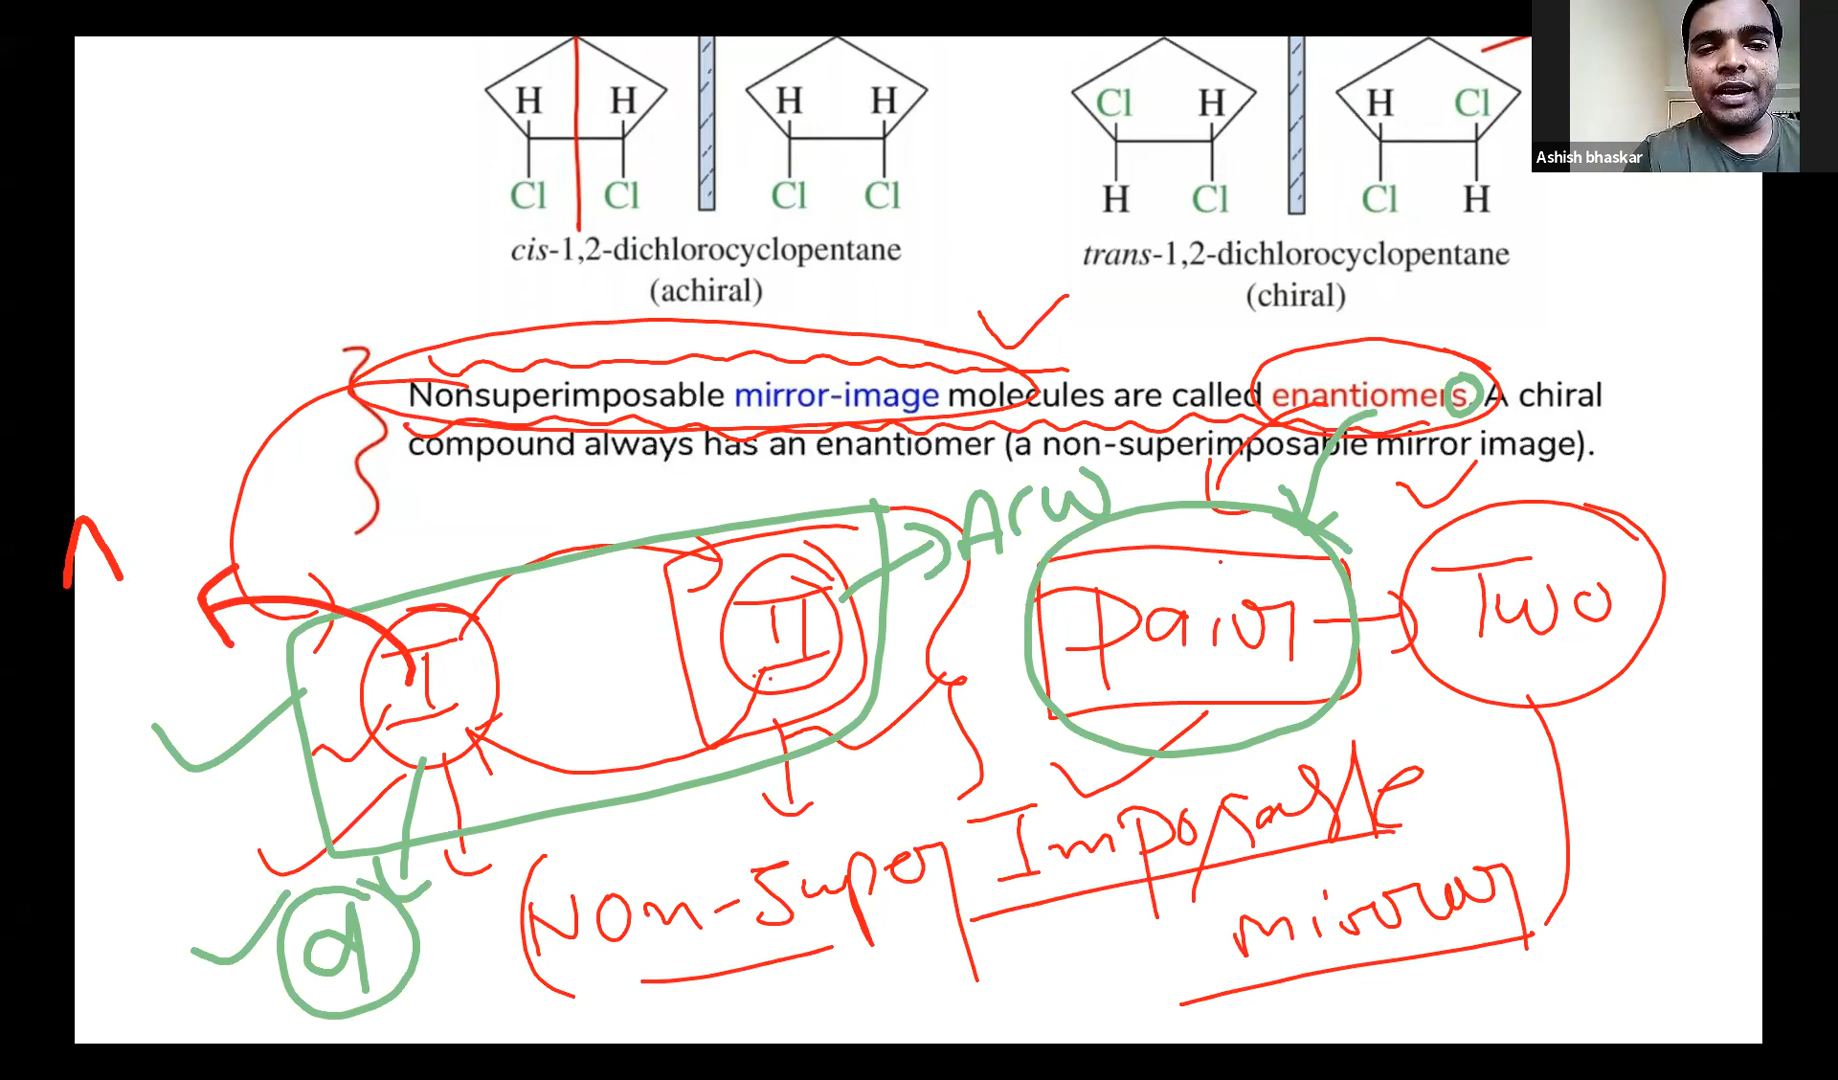 H H H H Cl H H Cl
Cl Cl Cl Cl H Cl Cl H
Ashish bhaskar
cis-1,2-dichlorocyclopentane
(achiral)
trans-1,2-dichlorocyclopentane
(chiral)
Nonsuperimposable mirror-image molecules are called enantiomers. A chiral
compound always has an enantiomer (a non-superimposable mirror image).
I
II
pair
Two
(Non-Super Imposable
mirror
d